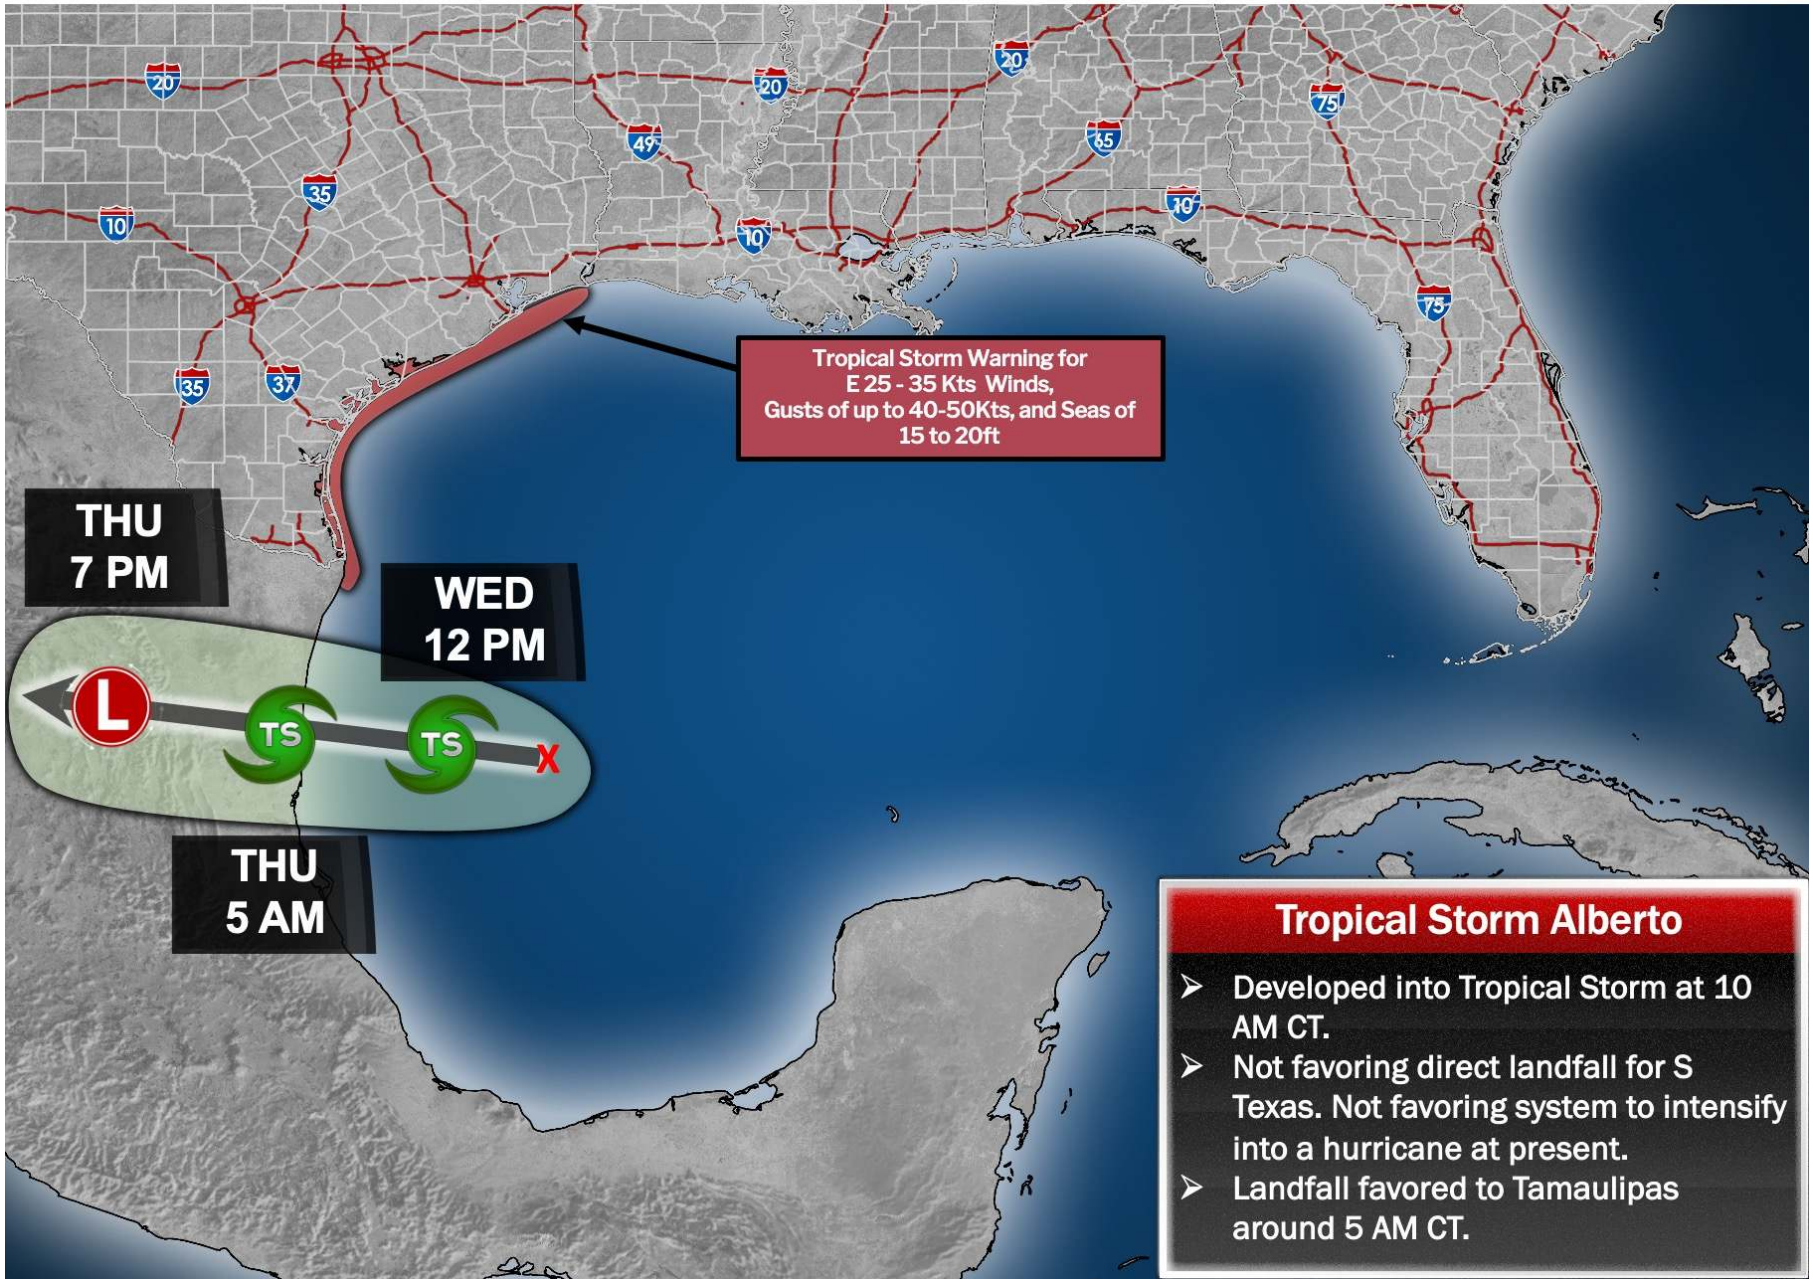 20
20
20
75
49
65
35
10
10
10
75
35
37
Tropical Storm Warning for
E 25 - 35 Kts Winds,
Gusts of up to 40-50Kts, and Seas of
15 to 20ft
THU
7 PM
WED
12 PM
L
TS
TS
X
THU
5 AM
Tropical Storm Alberto
➢ Developed into Tropical Storm at 10
AM CT.
➢ Not favoring direct landfall for S
Texas. Not favoring system to intensify
into a hurricane at present.
➢ Landfall favored to Tamaulipas
around 5 AM CT.